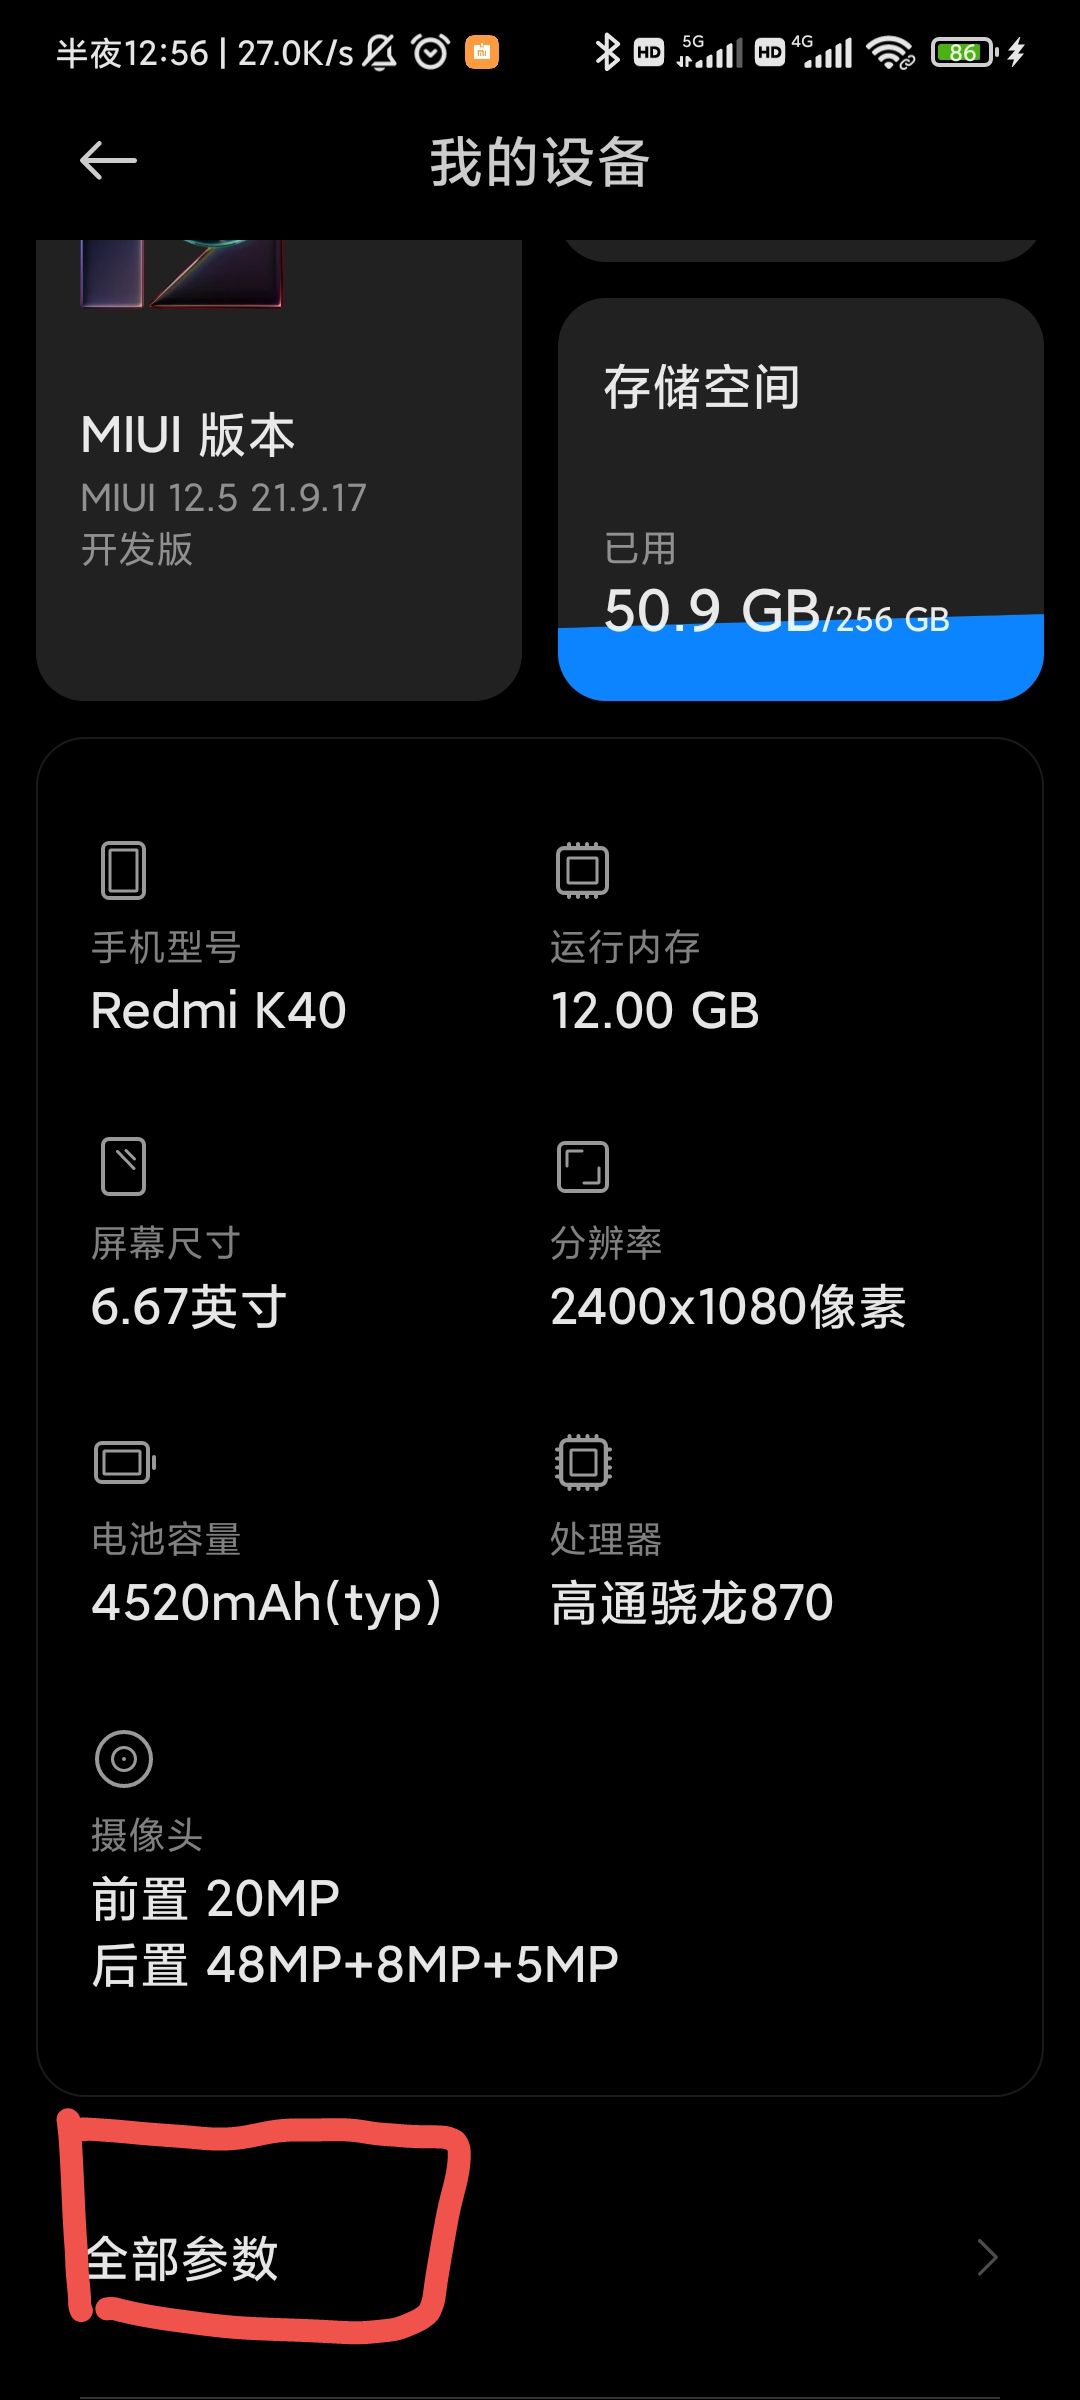 半夜12:56 | 27.0K/s HD 5G HD 4G 86
我的设备
MIUI 版本
MIUI 12.5 21.9.17
开发版
存储空间
已用
50.9 GB/256 GB
手机型号
Redmi K40
运行内存
12.00 GB
屏幕尺寸
6.67英寸
分辨率
2400x1080像素
电池容量
4520mAh(typ)
处理器
高通骁龙870
摄像头
前置 20MP
后置 48MP+8MP+5MP
全部参数